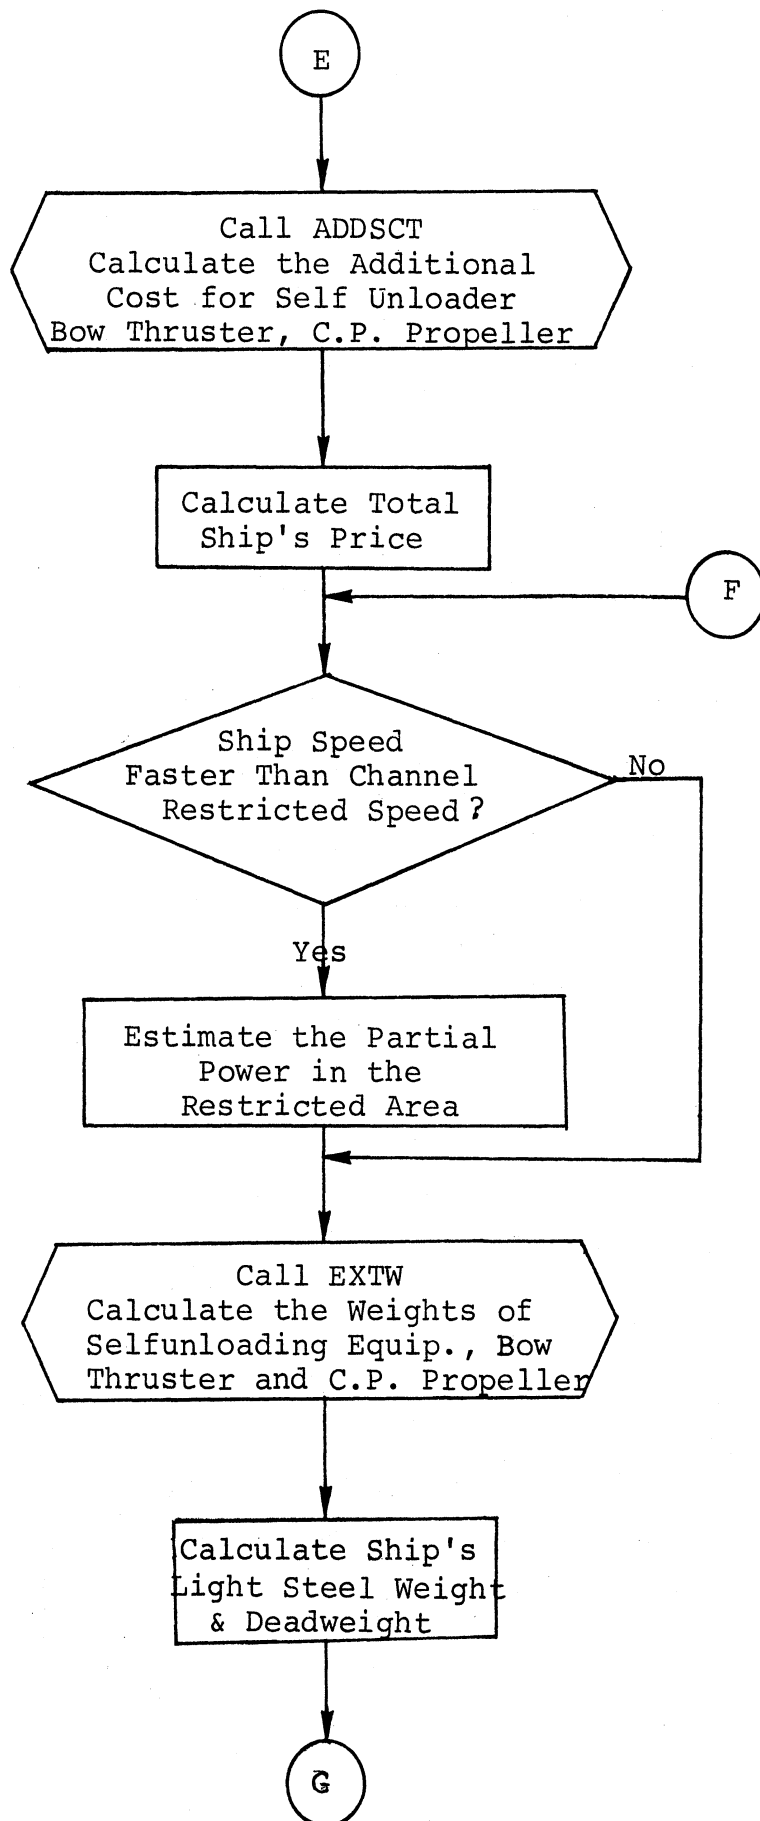 E
Call ADDSCT
Calculate the Additional
Cost for Self Unloader
Bow Thruster, C.P. Propeller
Calculate Total
Ship's Price
F
Ship Speed
Faster Than Channel
Restricted Speed?
No
Yes
Estimate the Partial
Power in the
Restricted Area
Call EXTW
Calculate the Weights of
Selfunloading Equip., Bow
Thruster and C.P. Propeller
Calculate Ship's
Light Steel Weight
& Deadweight
G